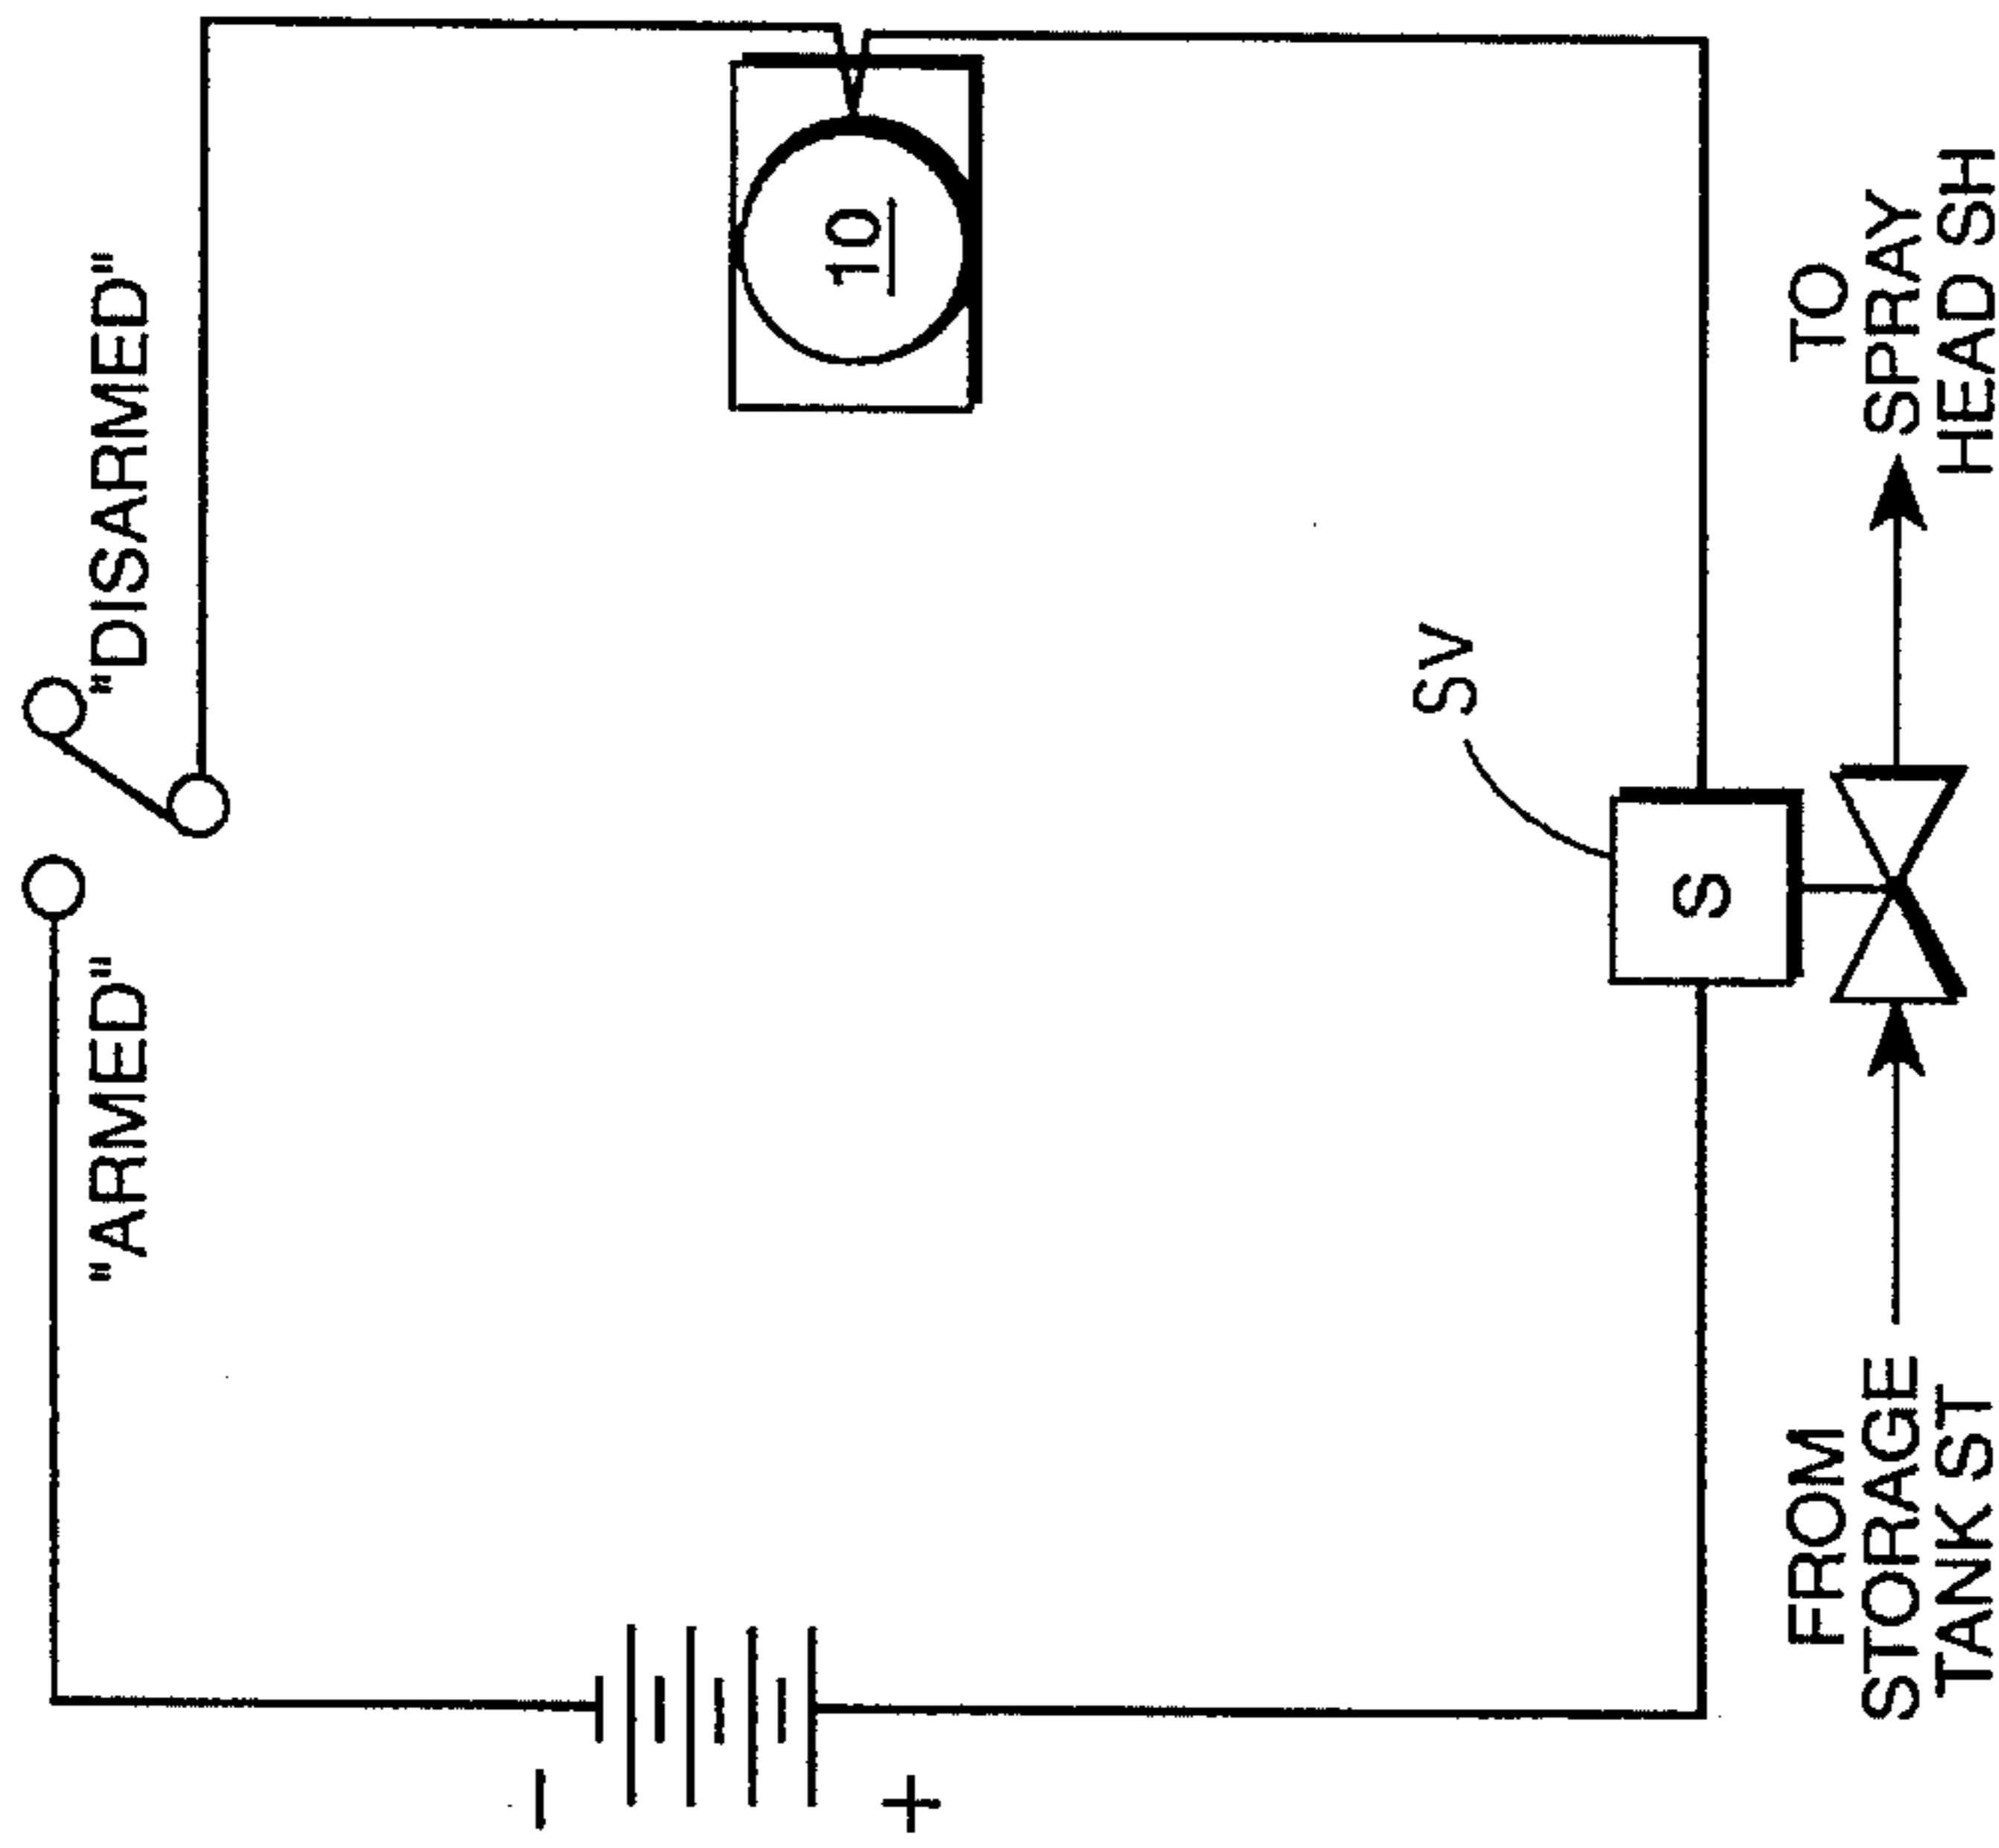 "ARMED"
"DISARMED"
10
SV
S
FROM
STORAGE
TANK ST
TO
SPRAY
HEAD SH
−
+